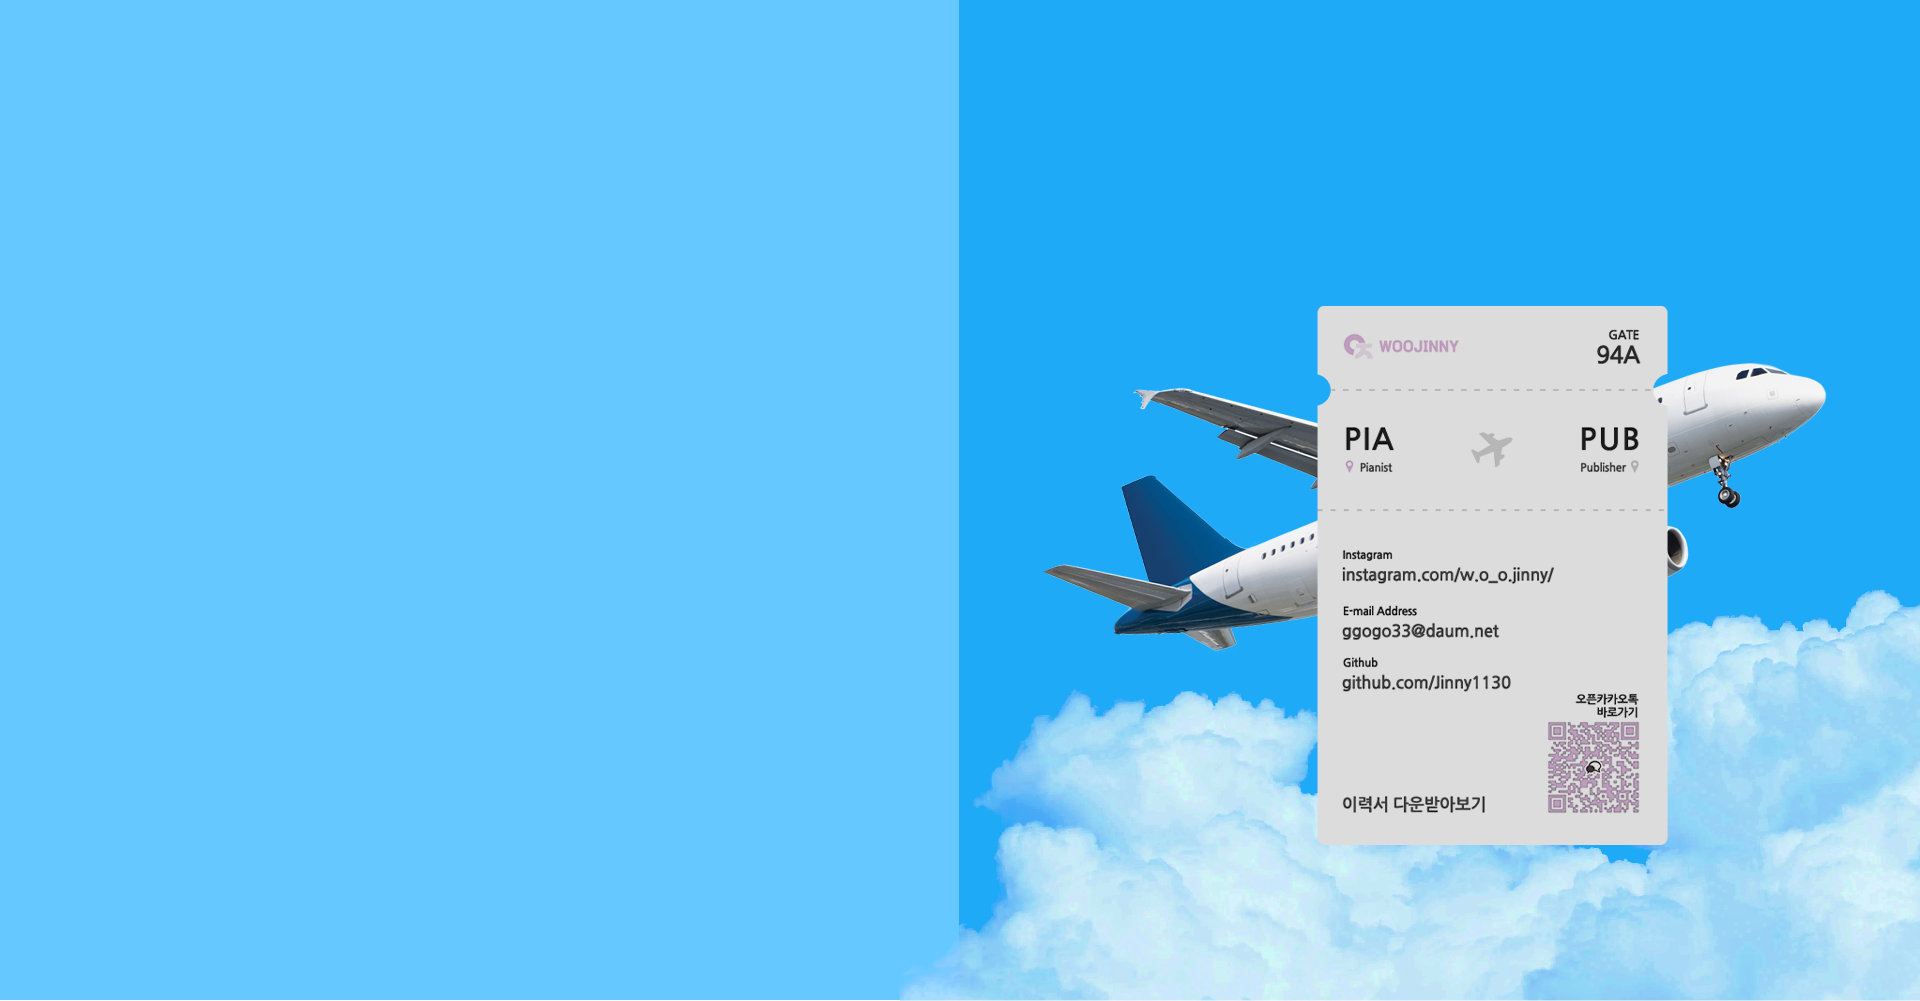 WOOJINNY
GATE
94A
PIA
PUB
Pianist
Publisher
Instagram
instagram.com/w.o_o.jinny/
E-mail Address
ggogo33@daum.net
Github
github.com/Jinny1130
오픈카카오톡
바로가기
이력서 다운받아보기